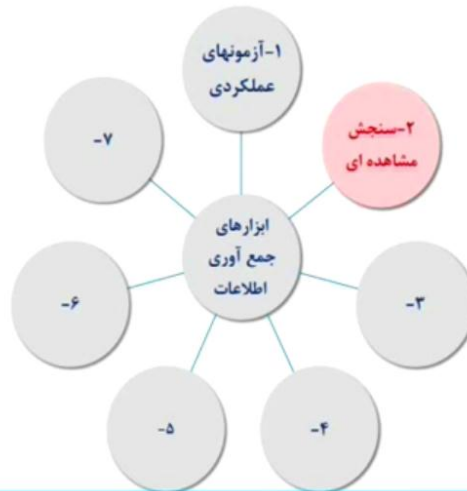 ۱-آزمونهای
عملکردی
۲-سنجش
مشاهده ای
۳-
۴-
۵-
۶-
۷-
ابزارهای
جمع آوری
اطلاعات